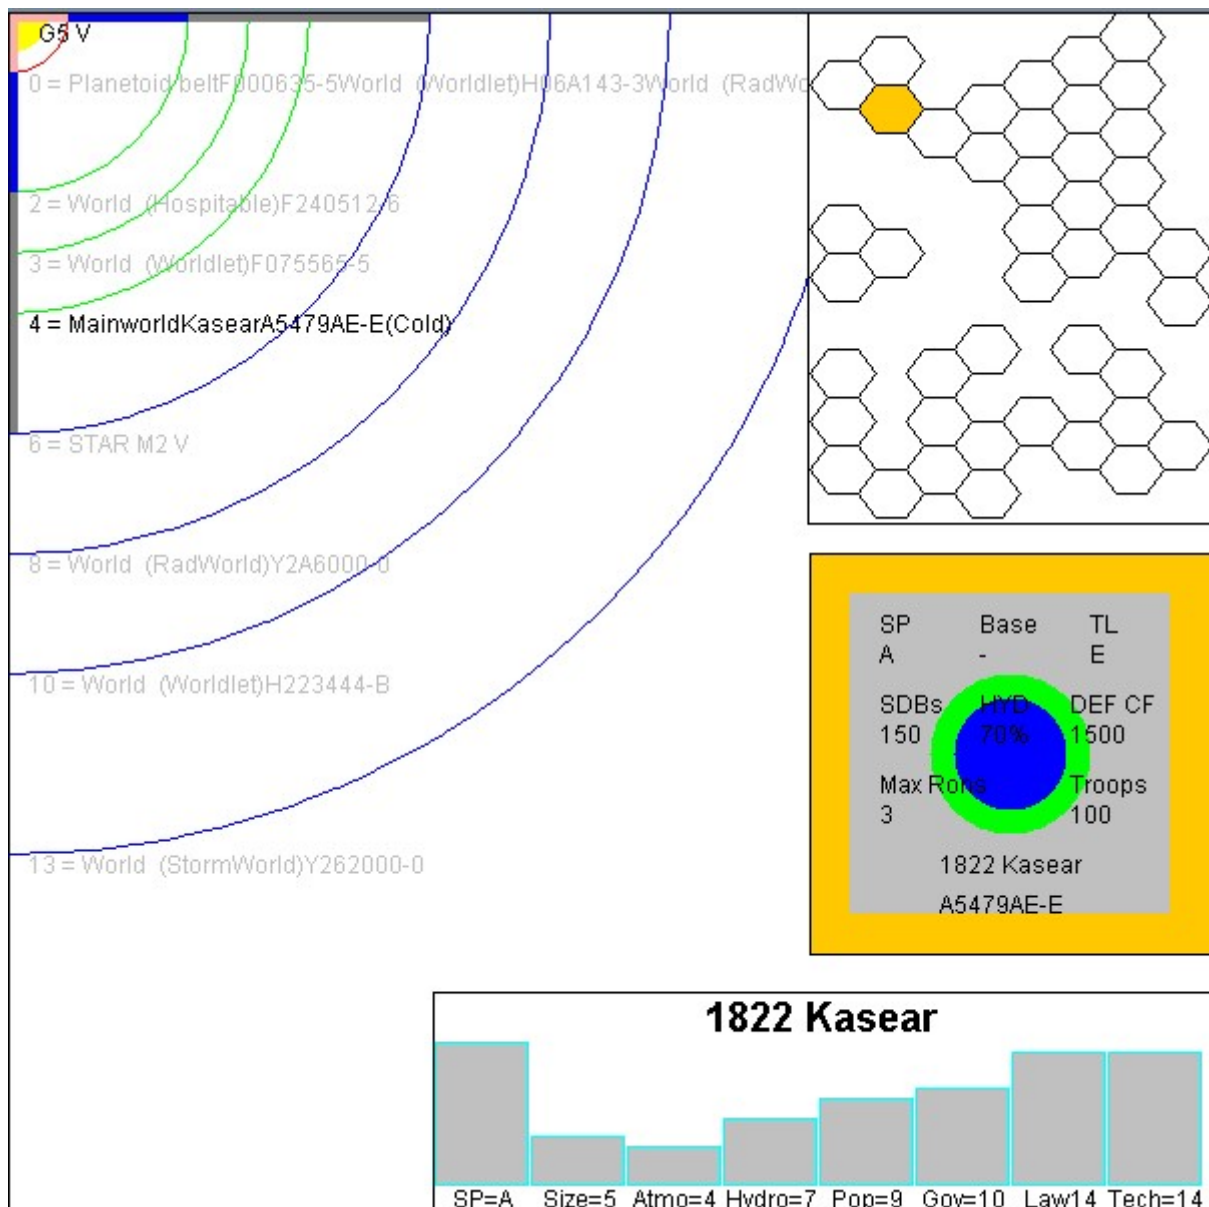 G5 V
0 = Planetoid beltF000635-5World (Worldlet)H06A143-3World (RadWo
2 = World (Hospitable)F240512-6
3 = World (Worldlet)F075565-5
4 = MainworldKasearA5479AE-E(Cold)
6 = STAR M2 V
8 = World (RadWorld)Y2A6000-0
10 = World (Worldlet)H223444-B
13 = World (StormWorld)Y262000-0
SP Base TL
A - E
SDBs HYD DEF CF
150 70% 1500
Max Rons Troops
3 100
1822 Kasear
A5479AE-E
1822 Kasear
SP=A Size=5 Atmo=4 Hydro=7 Pop=9 Gov=10 Law14 Tech=14